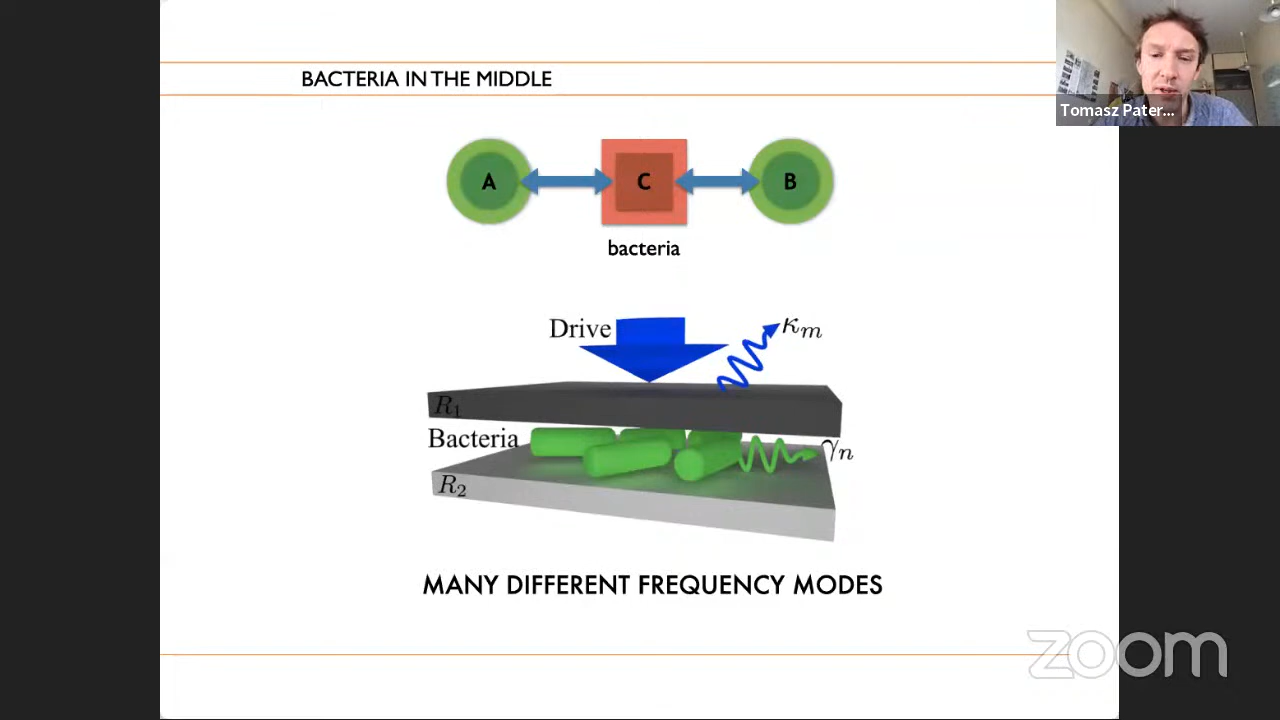 BACTERIA IN THE MIDDLE
Tomasz Pater...
A
C
B
bacteria
Drive
κm
R1
Bacteria
γn
R2
MANY DIFFERENT FREQUENCY MODES
zoom